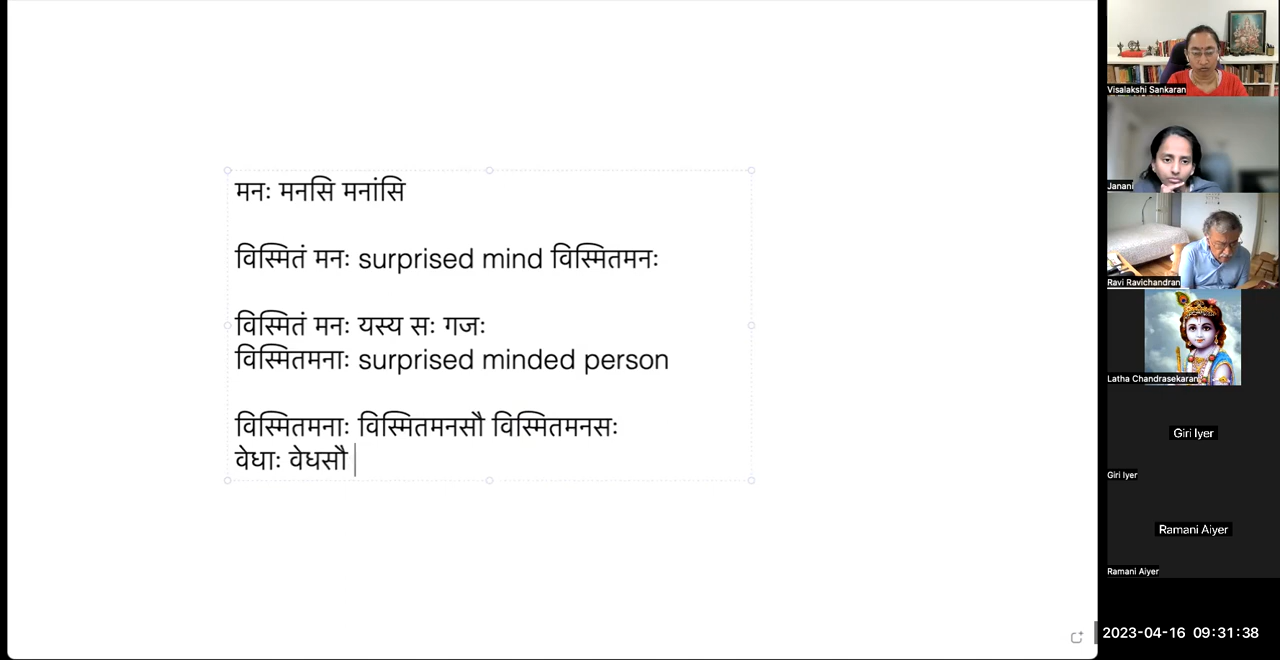 मनः मनसि मनांसि
विस्मितं मनः surprised mind विस्मितमनः
विस्मितं मनः यस्य सः गजः
विस्मितमनाः surprised minded person
विस्मितमनाः विस्मितमनसौ विस्मितमनसः
वेधाः वेधसौ
Visalakshi Sankaran
Janani
Ravi Ravichandran
Latha Chandrasekaran
Giri Iyer
Giri Iyer
Ramani Aiyer
Ramani Aiyer
2023-04-16 09:31:38